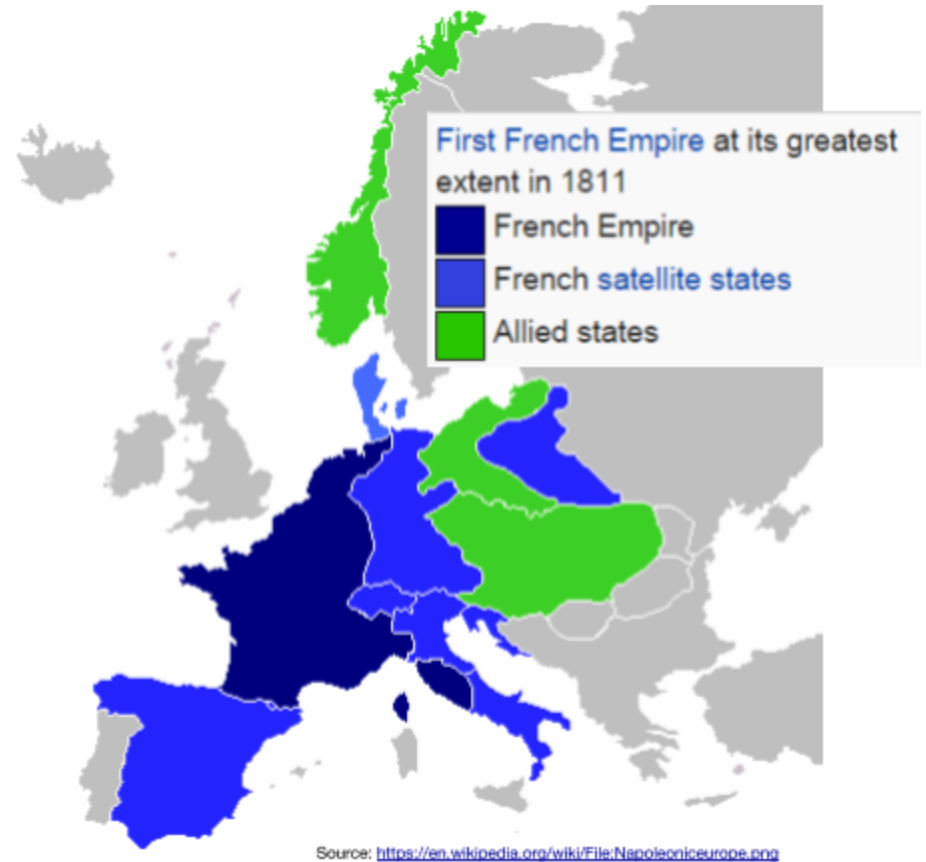 First French Empire at its greatest
extent in 1811
French Empire
French satellite states
Allied states
Source: https://en.wikipedia.org/wiki/File:Napoleoniceurope.png